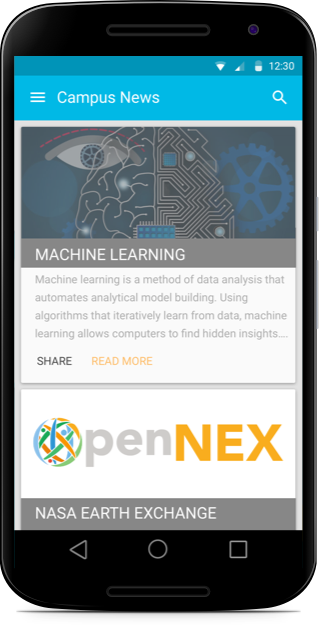 12:30
Campus News
MACHINE LEARNING
Machine learning is a method of data analysis that
automates analytical model building. Using
algorithms that iteratively learn from data, machine
learning allows computers to find hidden insights....
SHARE READ MORE
penNEX
NASA EARTH EXCHANGE